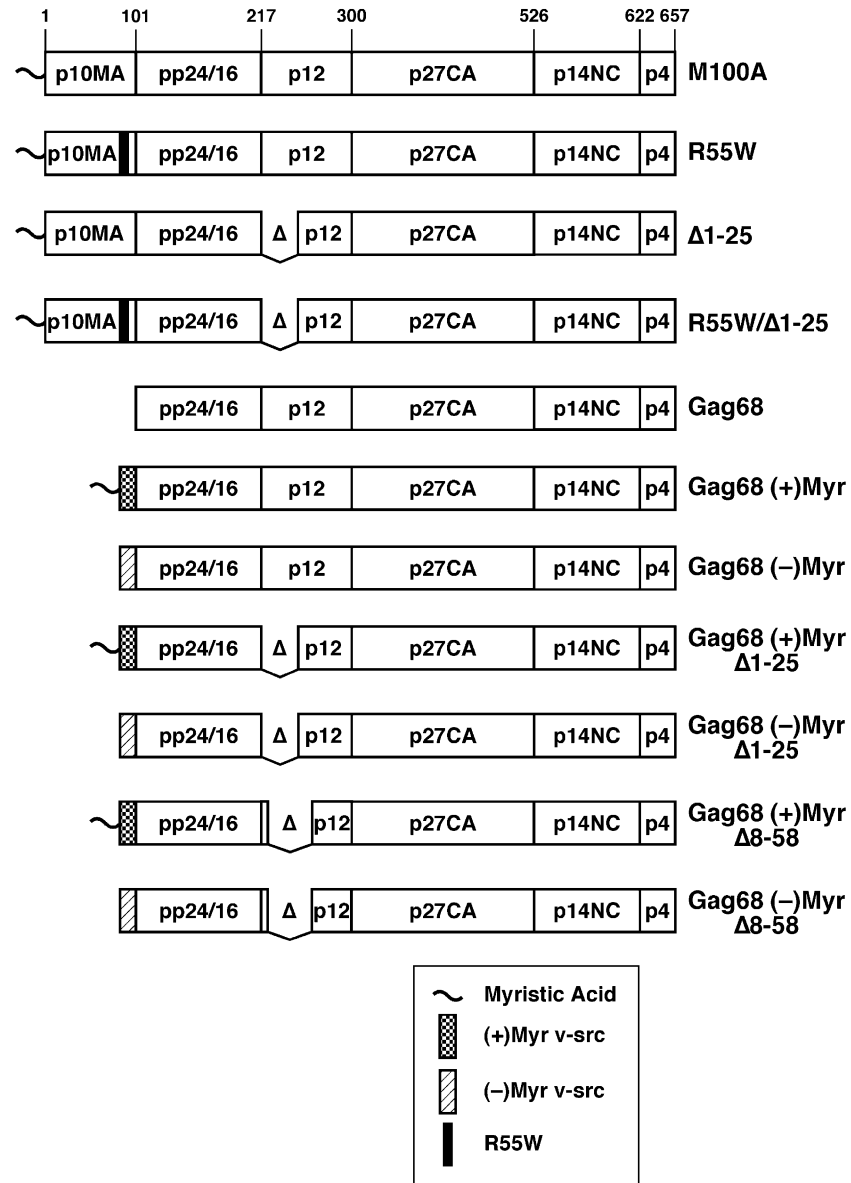 1 101 217 300 526 622 657
p10MA pp24/16 p12 p27CA p14NC p4 M100A
p10MA pp24/16 p12 p27CA p14NC p4 R55W
p10MA pp24/16 Δ p12 p27CA p14NC p4 Δ1-25
p10MA pp24/16 Δ p12 p27CA p14NC p4 R55W/Δ1-25
pp24/16 p12 p27CA p14NC p4 Gag68
pp24/16 p12 p27CA p14NC p4 Gag68 (+)Myr
pp24/16 p12 p27CA p14NC p4 Gag68 (–)Myr
pp24/16 Δ p12 p27CA p14NC p4 Gag68 (+)Myr
Δ1-25
pp24/16 Δ p12 p27CA p14NC p4 Gag68 (–)Myr
Δ1-25
pp24/16 Δ p12 p27CA p14NC p4 Gag68 (+)Myr
Δ8-58
pp24/16 Δ p12 p27CA p14NC p4 Gag68 (–)Myr
Δ8-58
Myristic Acid
(+)Myr v-src
(–)Myr v-src
R55W